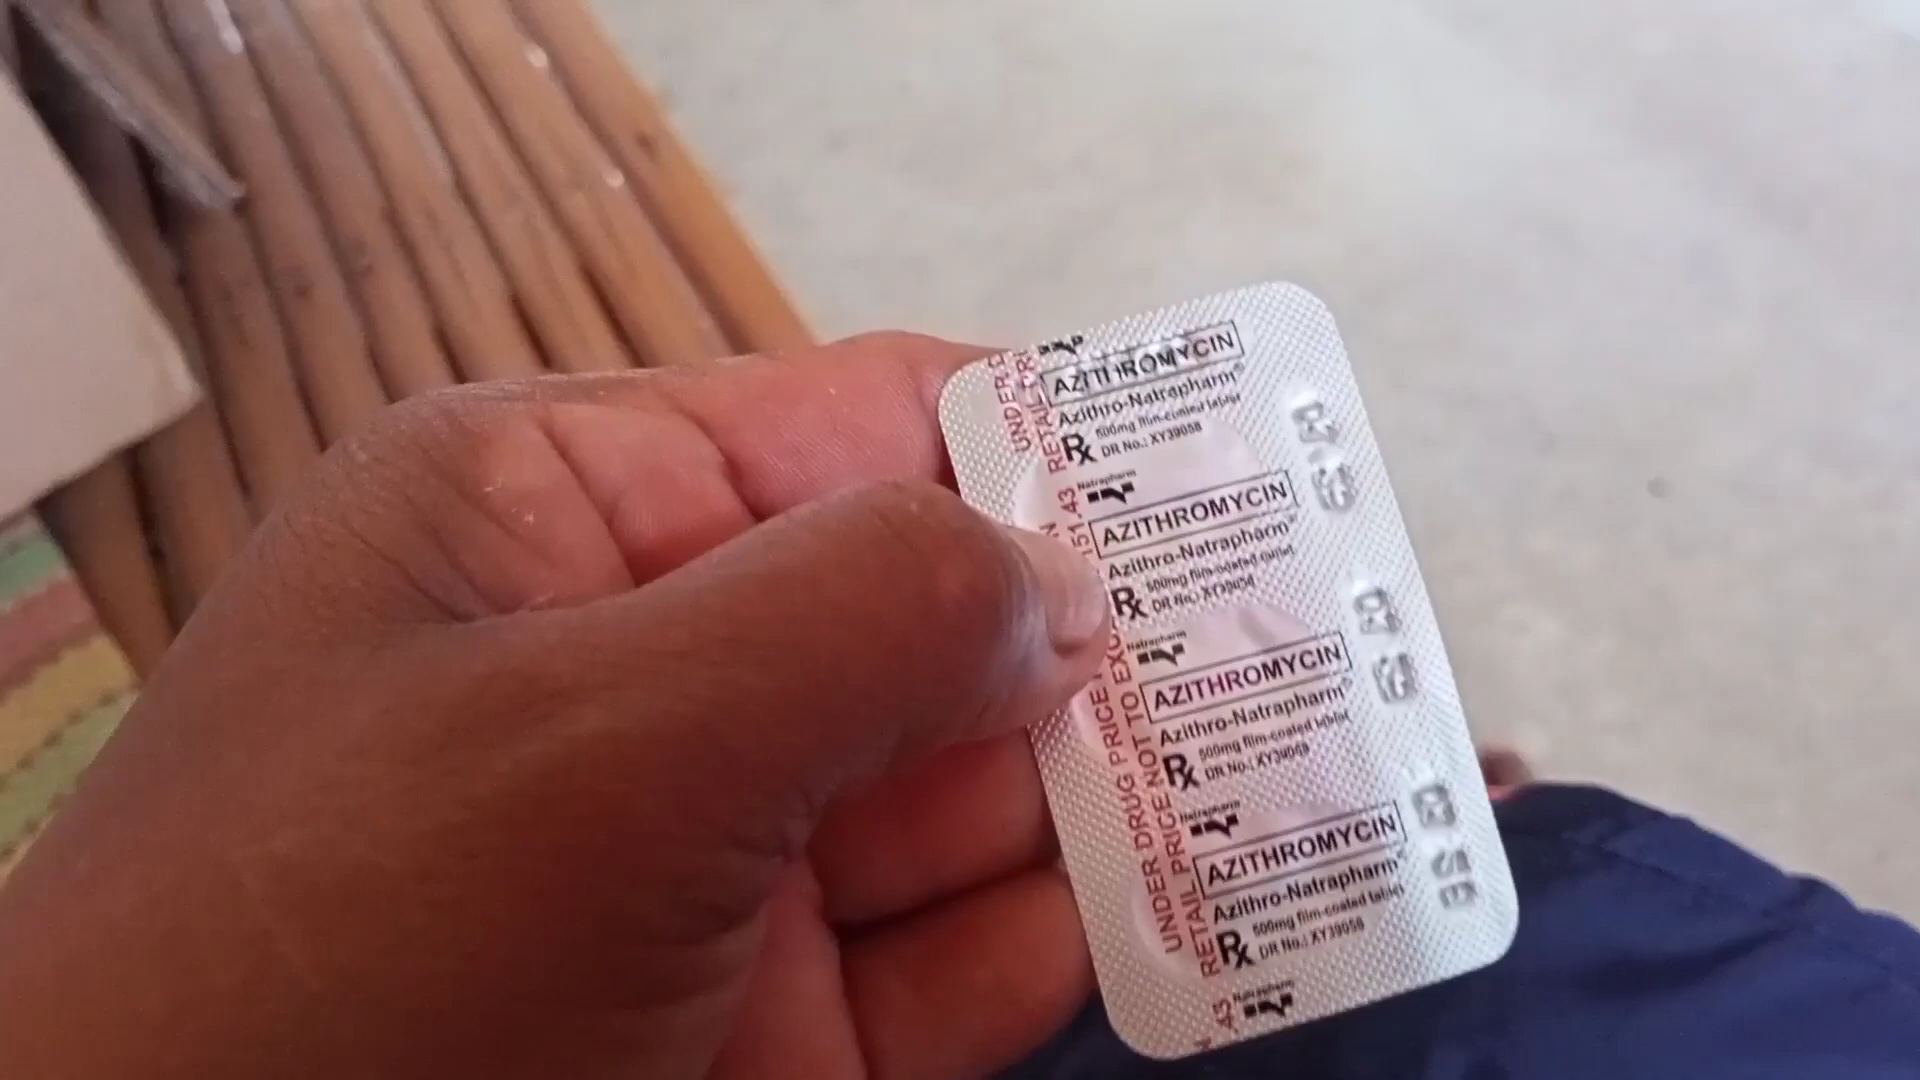 AZITHROMYCIN
Azithro-Natrapharm®
500mg film-coated tablet
Rx DR No.: XY39058
Natrapharm
AZITHROMYCIN
Azithro-Natrapharm®
500mg film-coated tablet
Rx DR No.: XY39058
Natrapharm
AZITHROMYCIN
Azithro-Natrapharm®
500mg film-coated tablet
Rx DR No.: XY39058
Natrapharm
AZITHROMYCIN
Azithro-Natrapharm®
500mg film-coated tablet
Rx DR No.: XY39058
Natrapharm
UNDER DRUG PRICE
RETAIL PRICE NOT TO
151.43
UNDER
RETAIL
.43